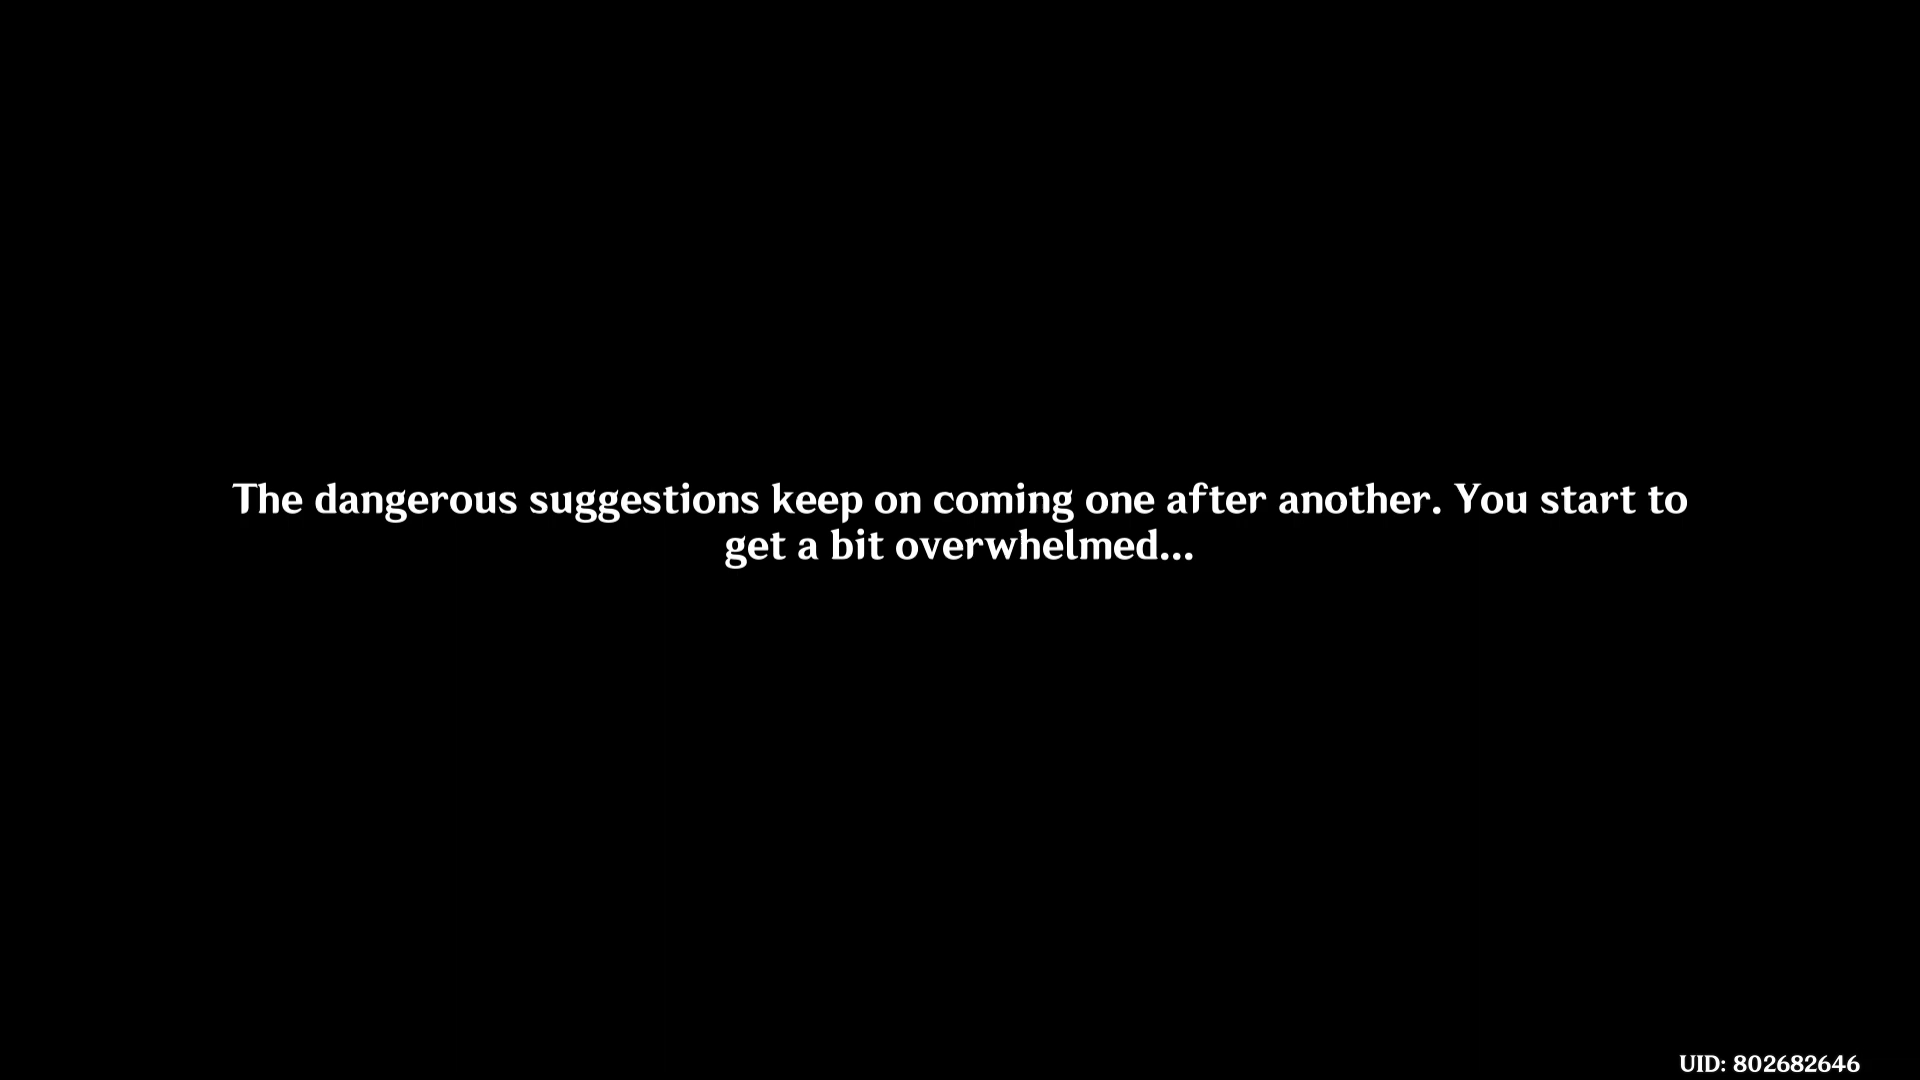 The dangerous suggestions keep on coming one after another. You start to
get a bit overwhelmed...
UID: 802682646